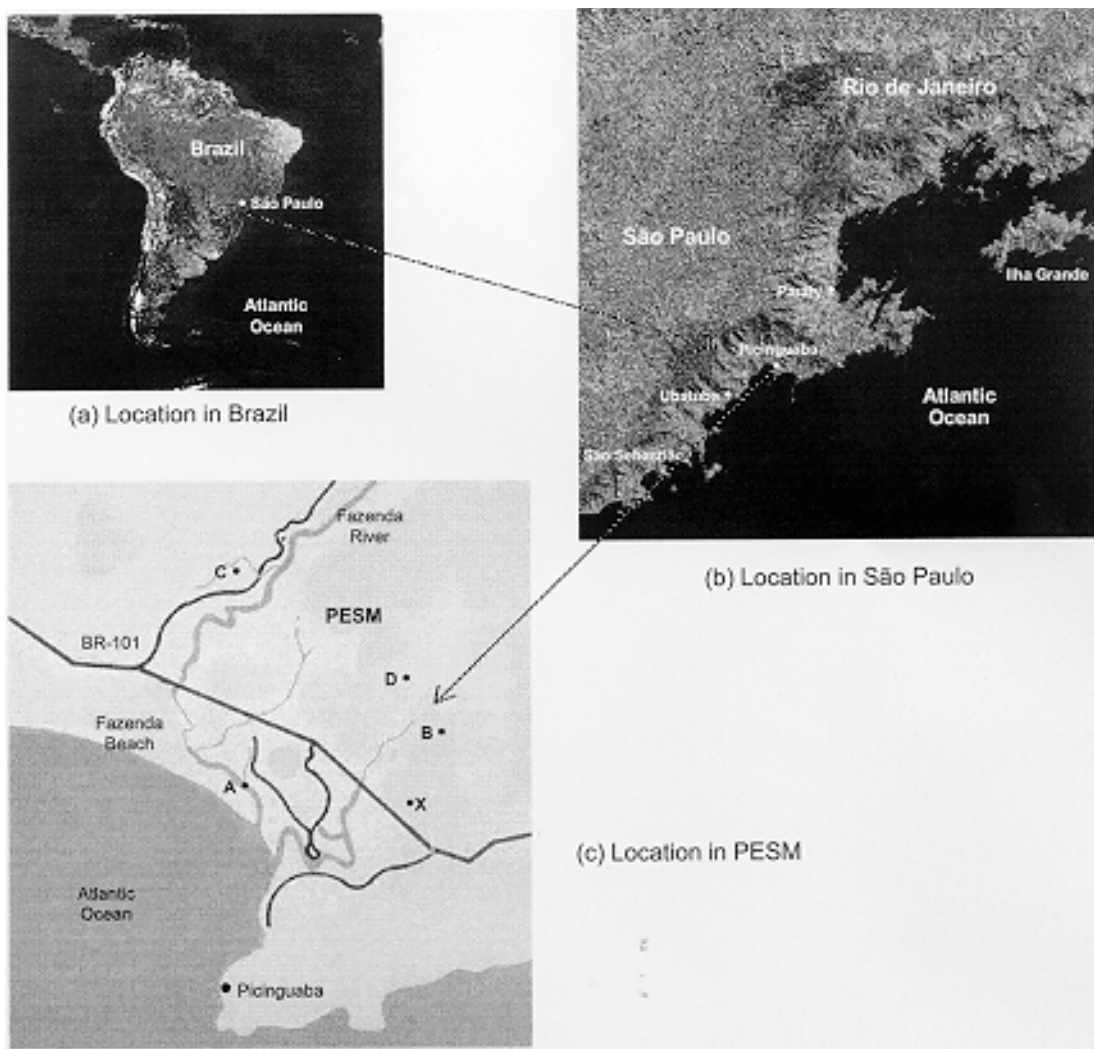 Brazil
São Paulo
Atlantic
Ocean
(a) Location in Brazil
Rio de Janeiro
São Paulo
Ilha Grande
Paraty
Picinguaba
Ubatuba
Atlantic
Ocean
São Sebastião
(b) Location in São Paulo
Fazenda
River
C
PESM
BR-101
D
Fazenda
Beach
B
A
X
(c) Location in PESM
Atlantic
Ocean
Picinguaba